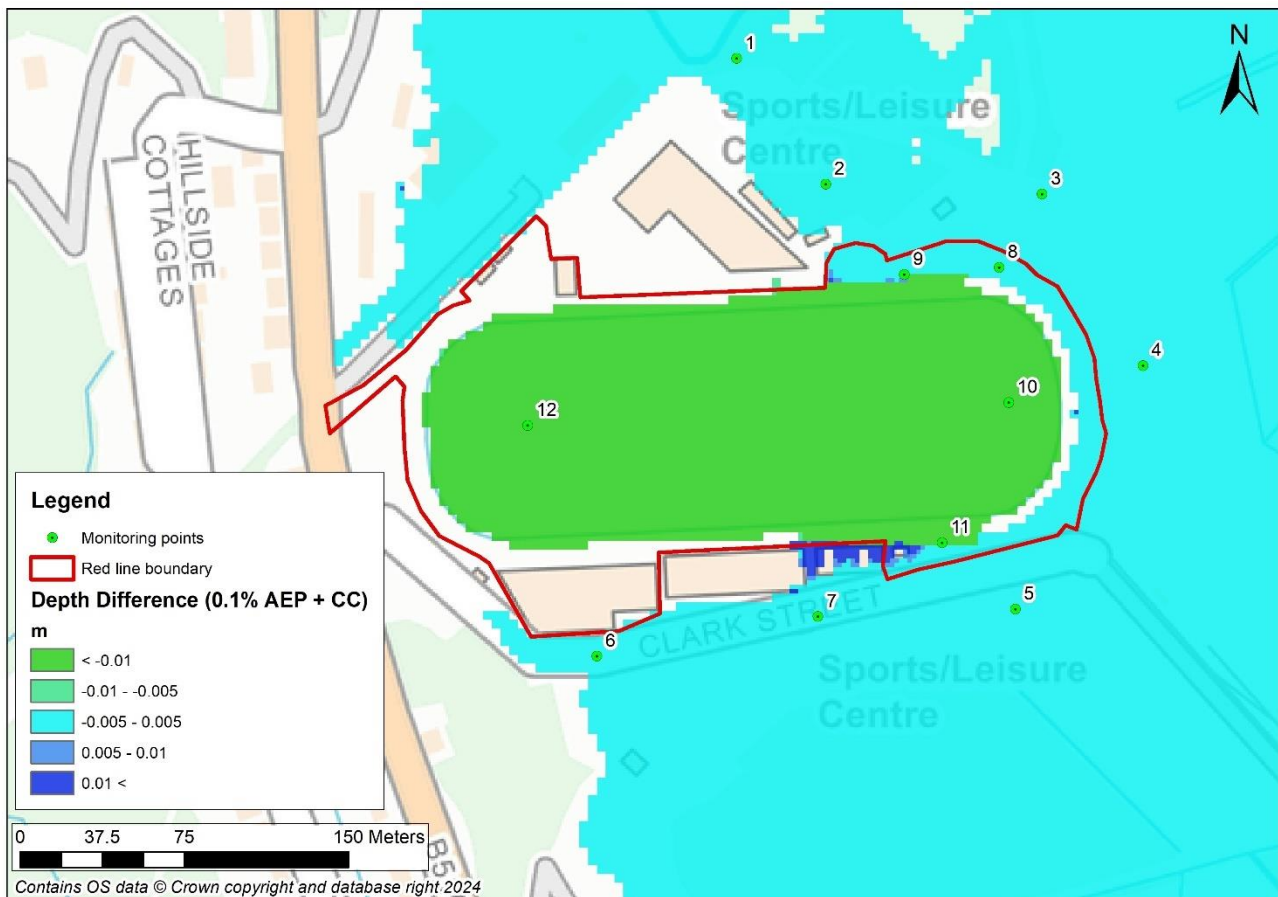 1
N
Sports/Leisure
Centre
2
3
HILLSIDE
COTTAGES
9
8
4
10
12
11
Legend
Monitoring points
Red line boundary
Depth Difference (0.1% AEP + CC)
m
< -0.01
-0.01 - -0.005
-0.005 - 0.005
0.005 - 0.01
0.01 <
7
5
CLARK STREET
6
Sports/Leisure
Centre
0 37.5 75 150 Meters
B5
Contains OS data © Crown copyright and database right 2024